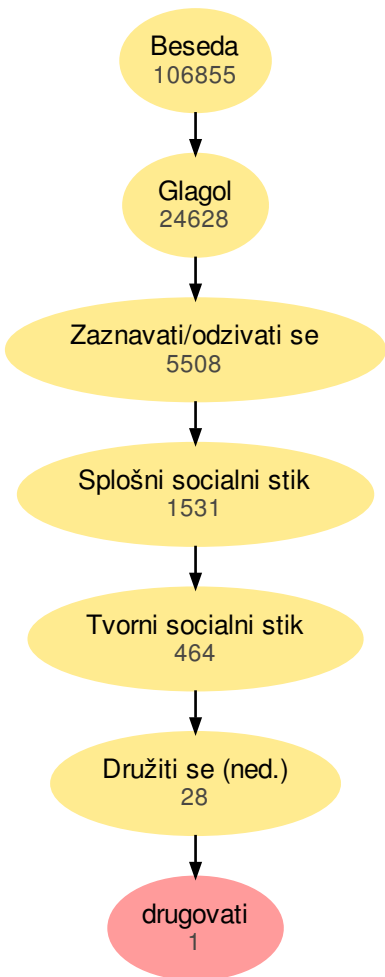 Beseda
106855
Glagol
24628
Zaznavati/odzivati se
5508
Splošni socialni stik
1531
Tvorni socialni stik
464
Družiti se (ned.)
28
drugovati
1